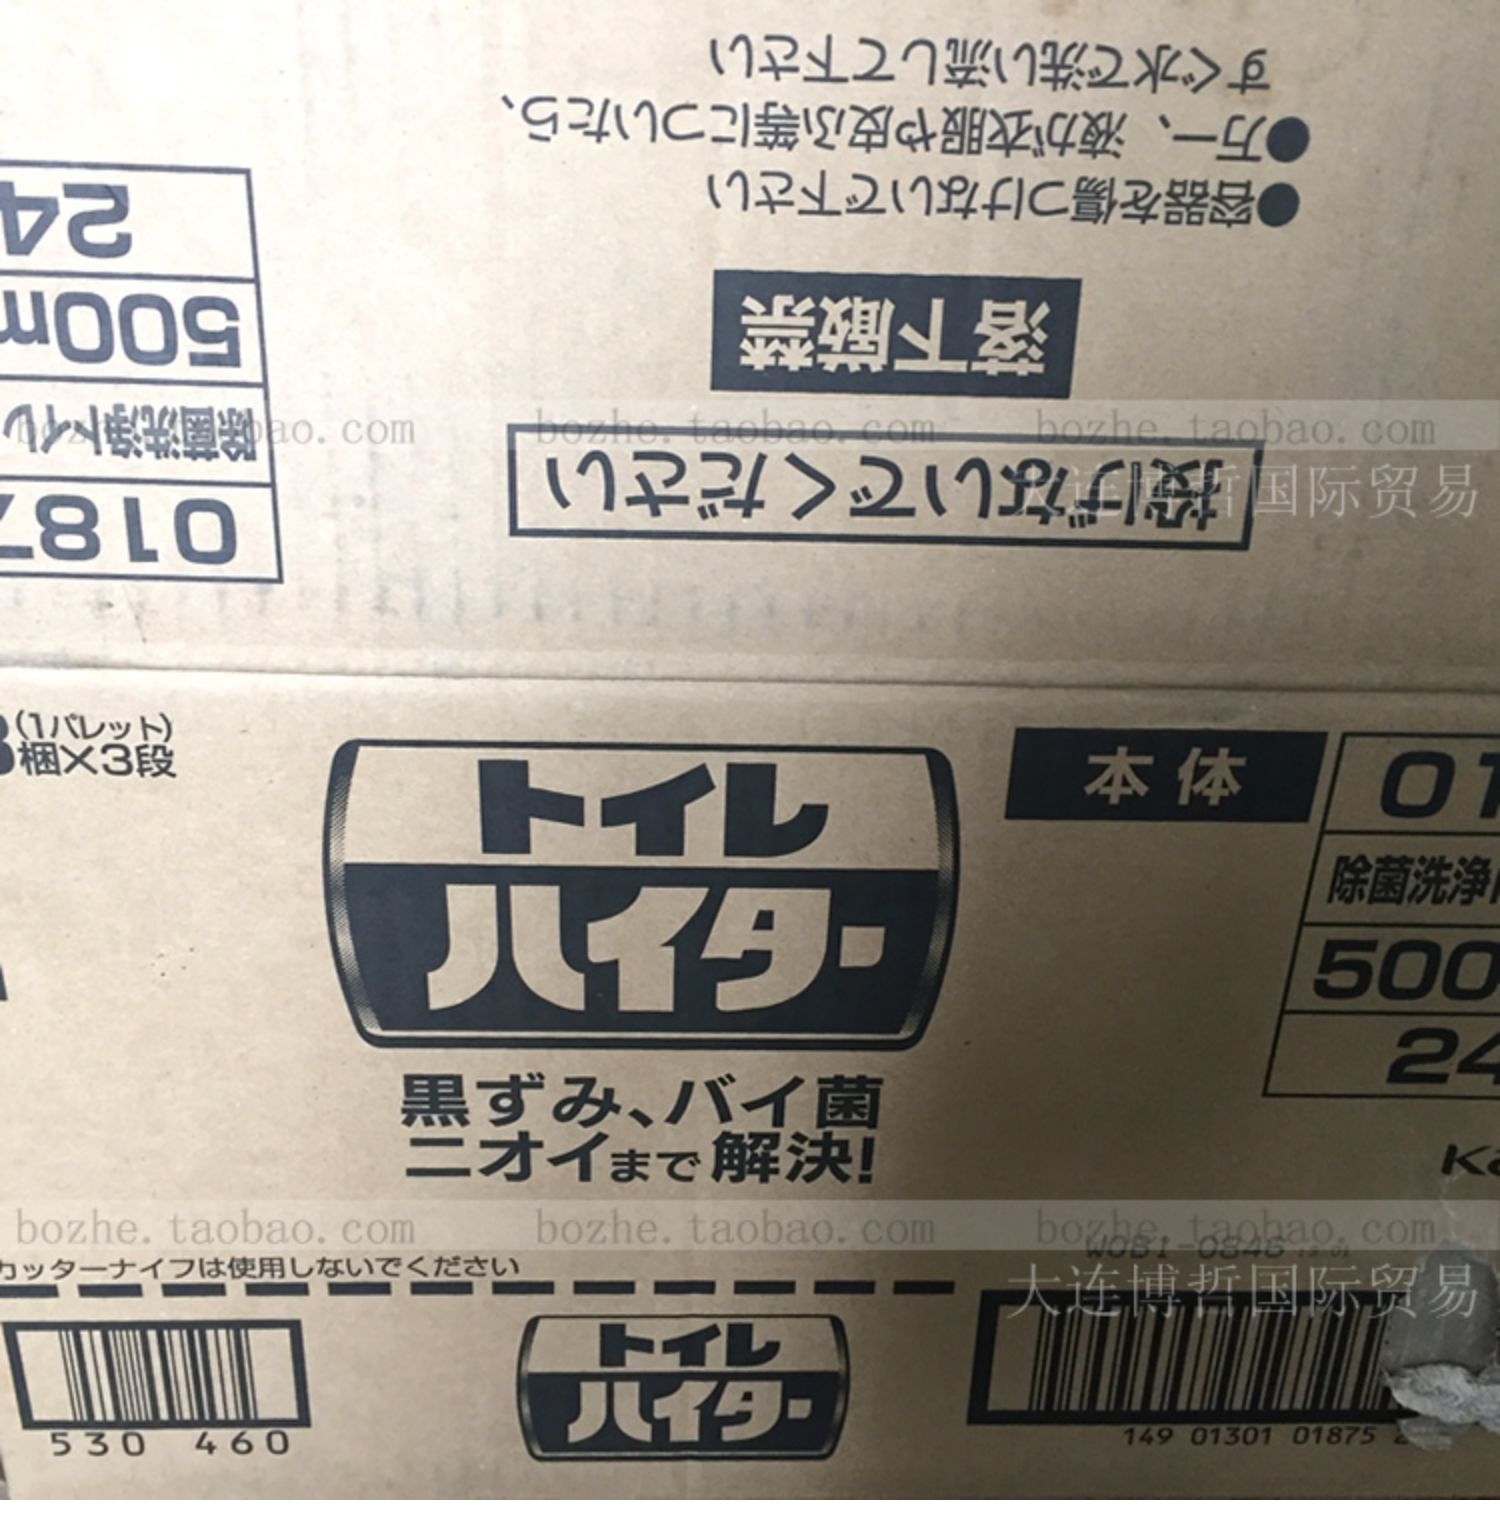 すぐ水で洗い流して下さい
●万一、液が衣服や皮ふ等についたら、
●容器を傷つけないで下さい
落下厳禁
投げないでください
24
500m
除菌洗浄トイレ
0187
bozhe.taobao.com bozhe.taobao.com bozhe.taobao.com
大连博哲国际贸易
(1パレット)
梱×3段
トイレ
ハイター
本体
01
除菌洗浄
500
24
黒ずみ、バイ菌
ニオイまで解決!
Ka
bozhe.taobao.com bozhe.taobao.com bozhe.taobao.com
WOBI-0846
大连博哲国际贸易
カッターナイフは使用しないでください
トイレ
ハイター
530 460
149 01301 01875